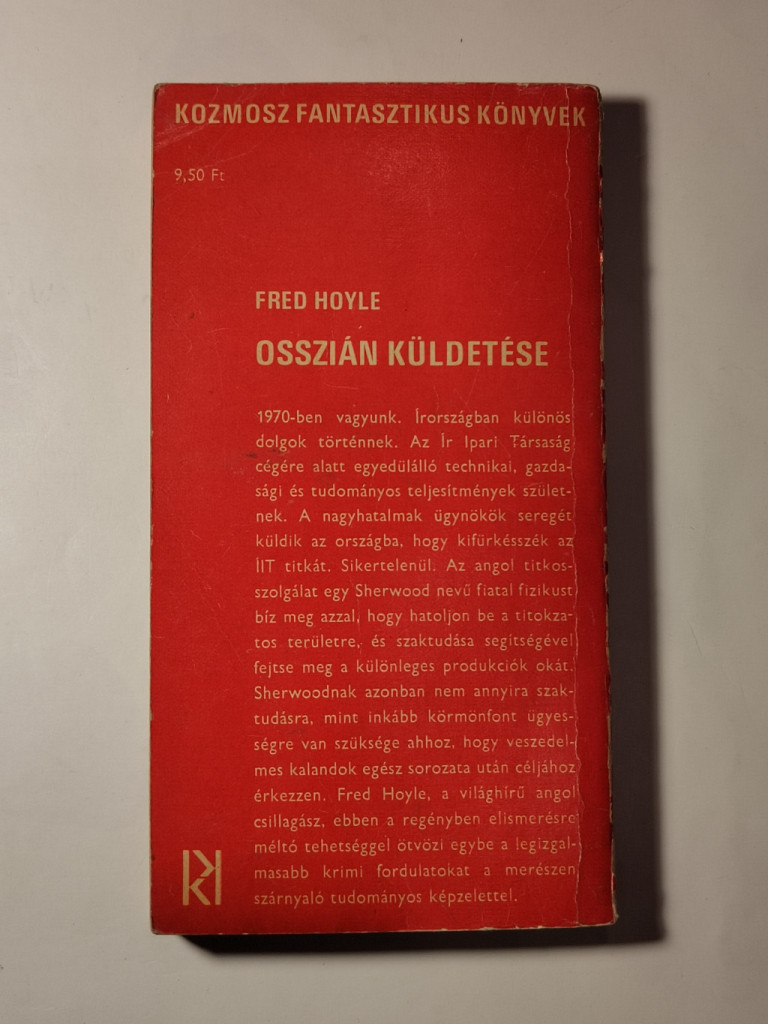 KOZMOSZ FANTASZTIKUS KÖNYVEK
9,50 Ft
FRED HOYLE
OSSZIÁN KÜLDETÉSE
1970-ben vagyunk. Írországban különös
dolgok történnek. Az Ír Ipari Társaság
cégére alatt egyedülálló technikai, gazda-
sági és tudományos teljesítmények szület-
nek. A nagyhatalmak ügynökök seregét
küldik az országba, hogy kifürkésszék az
ÍIT titkát. Sikertelenül. Az angol titkos-
szolgálat egy Sherwood nevű fiatal fizikust
bíz meg azzal, hogy hatoljon be a titokza-
tos területre, és szaktudása segítségével
fejtse meg a különleges produkciók okát.
Sherwoodnak azonban nem annyira szak-
tudásra, mint inkább körmönfont ügyes-
ségre van szüksége ahhoz, hogy veszedel-
mes kalandok egész sorozata után céljához
érkezzen. Fred Hoyle, a világhírű angol
csillagász, ebben a regényben elismerésre
méltó tehetséggel ötvözi egybe a legizgal-
masabb krimi fordulatokat a merészen
szárnyaló tudományos képzelettel.